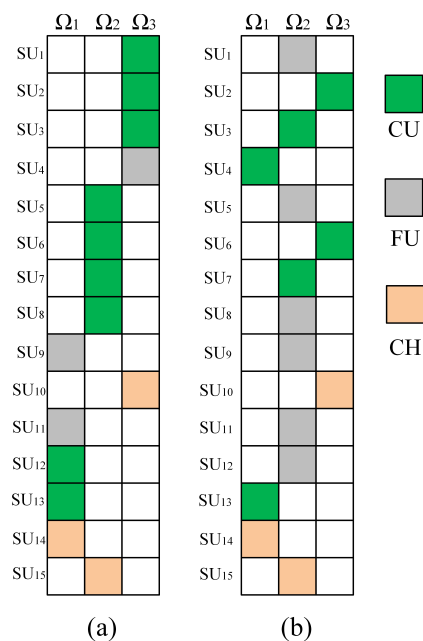 Ω1 Ω2 Ω3 Ω1 Ω2 Ω3
SU1 SU1
SU2 SU2
SU3 SU3
CU
SU4 SU4
SU5 SU5
SU6 SU6
FU
SU7 SU7
SU8 SU8
SU9 SU9
CH
SU10 SU10
SU11 SU11
SU12 SU12
SU13 SU13
SU14 SU14
SU15 SU15
(a) (b)